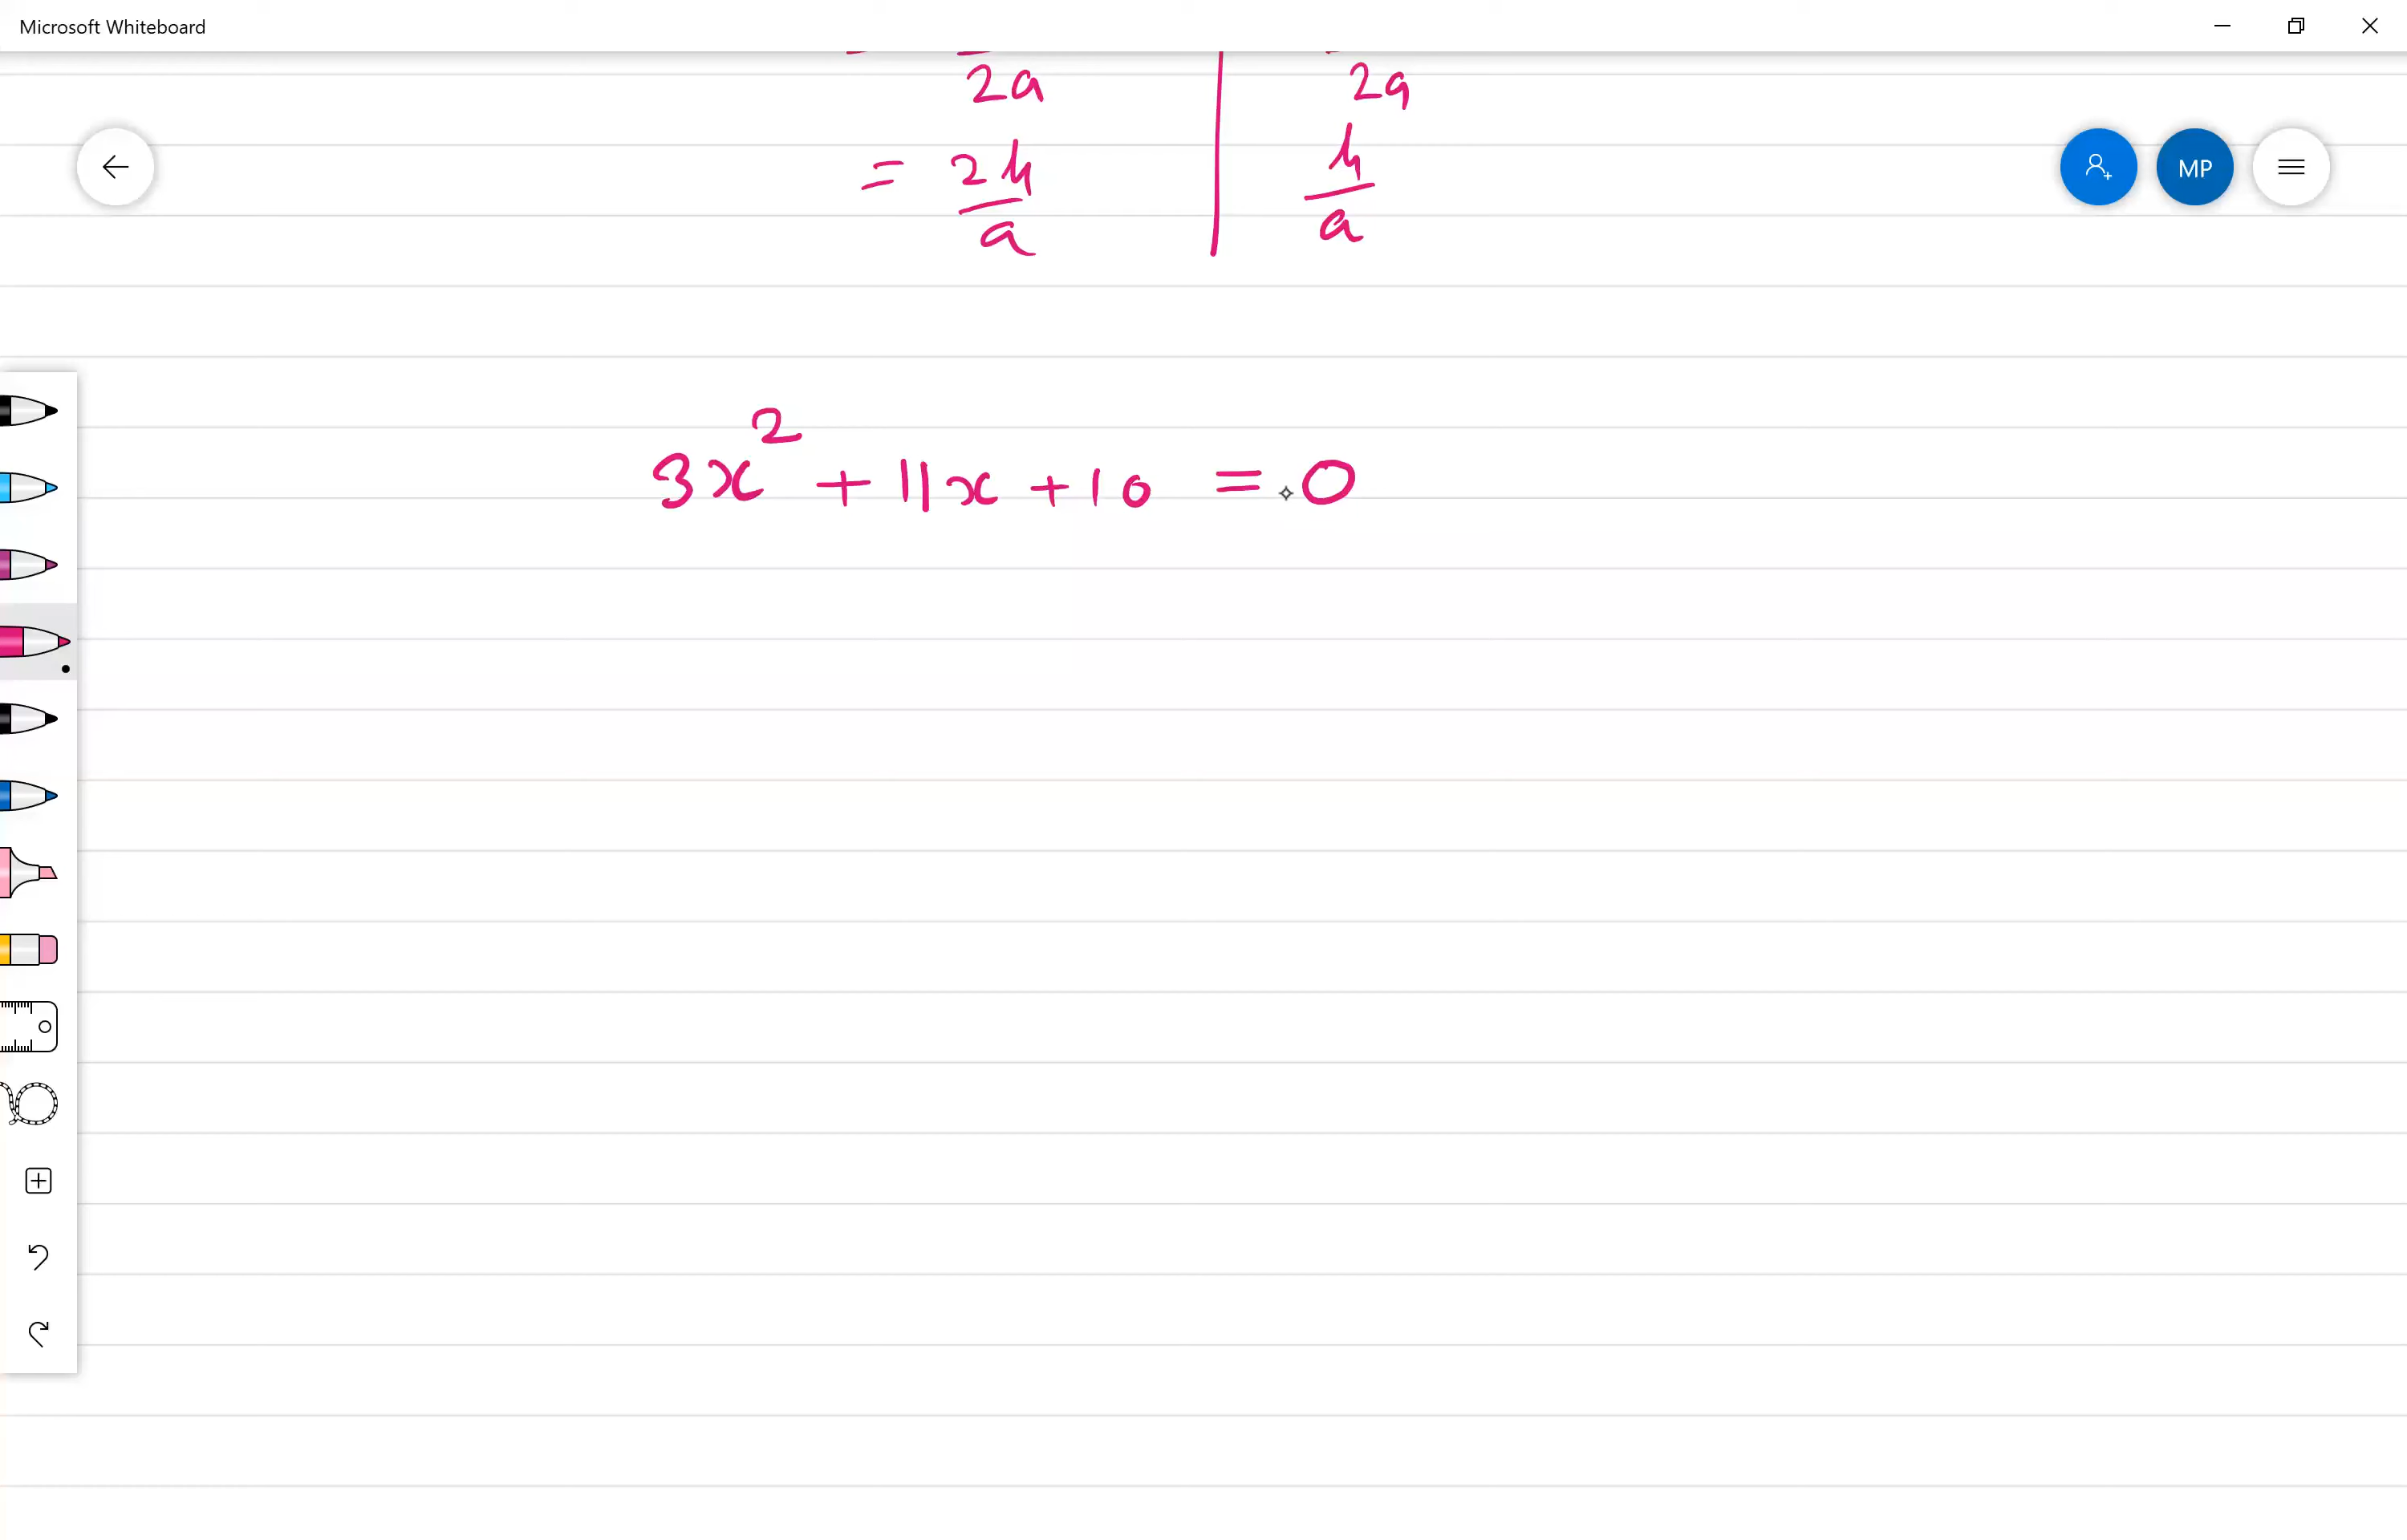 Microsoft Whiteboard
2a 2a
= 2h/a h/a
MP
3x² + 11x + 10 = 0